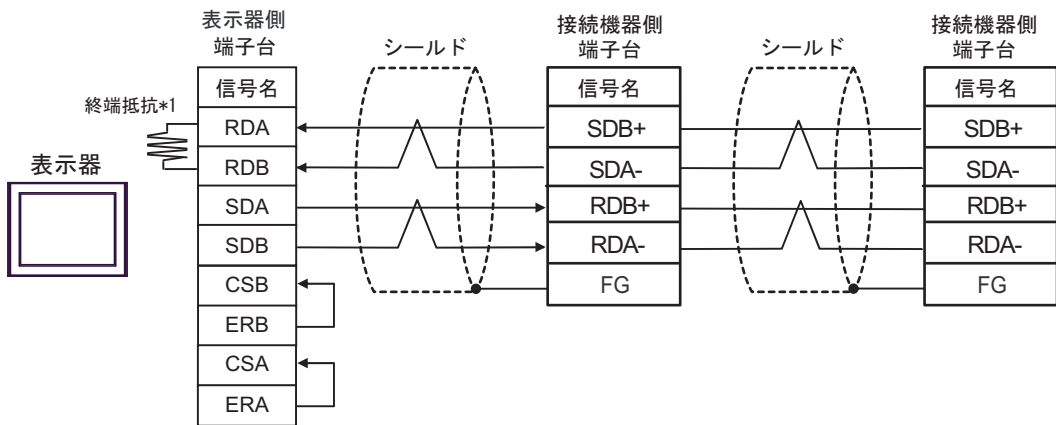 表示器側
端子台
シールド
接続機器側
端子台
シールド
接続機器側
端子台
終端抵抗*1
表示器
信号名
RDA
RDB
SDA
SDB
CSB
ERB
CSA
ERA
信号名
SDB+
SDA-
RDB+
RDA-
FG
信号名
SDB+
SDA-
RDB+
RDA-
FG